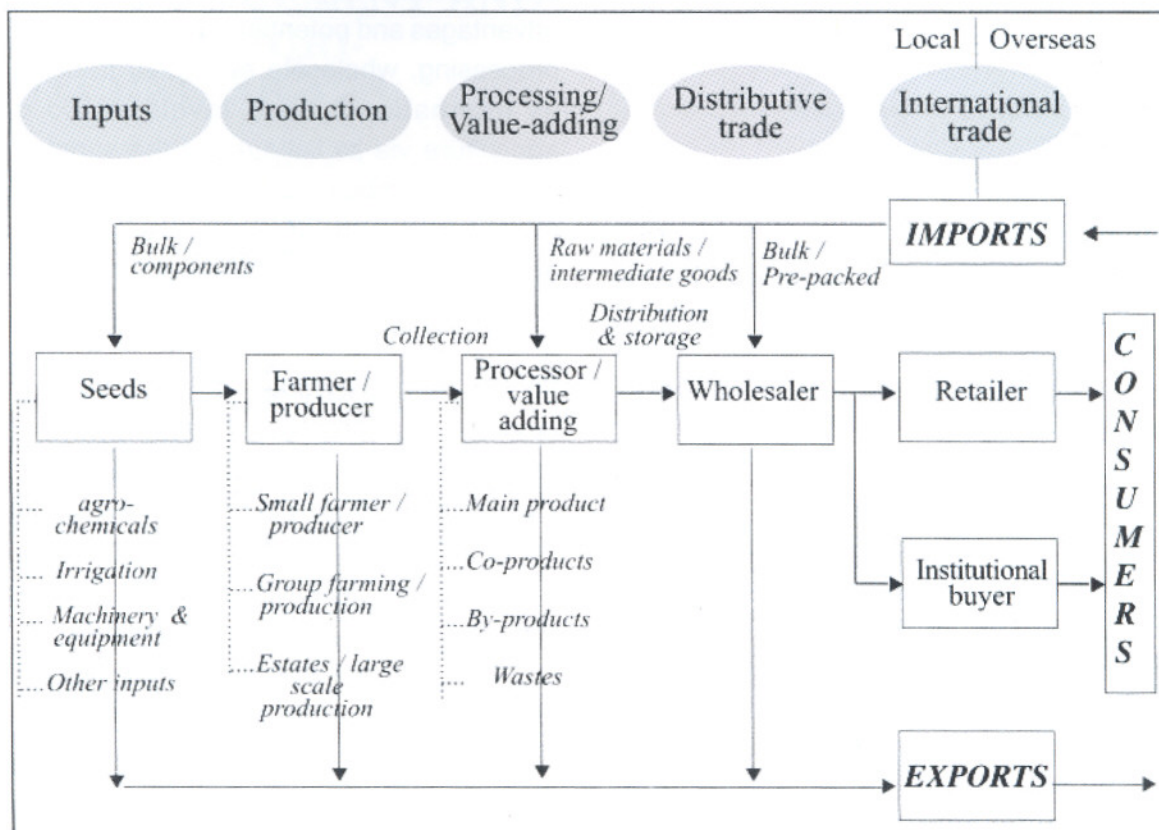 Local
Overseas
Inputs
Production
Processing/
Value-adding
Distributive
trade
International
trade
IMPORTS
Bulk /
components
Raw materials /
intermediate goods
Bulk /
Pre-packed
Collection
Distribution
& storage
Seeds
Farmer /
producer
Processor /
value
adding
Wholesaler
Retailer
CONSUMERS
agro-
chemicals
Irrigation
Machinery &
equipment
Other inputs
Small farmer /
producer
Group farming /
production
Estates / large
scale
production
Main product
Co-products
By-products
Wastes
Institutional
buyer
EXPORTS